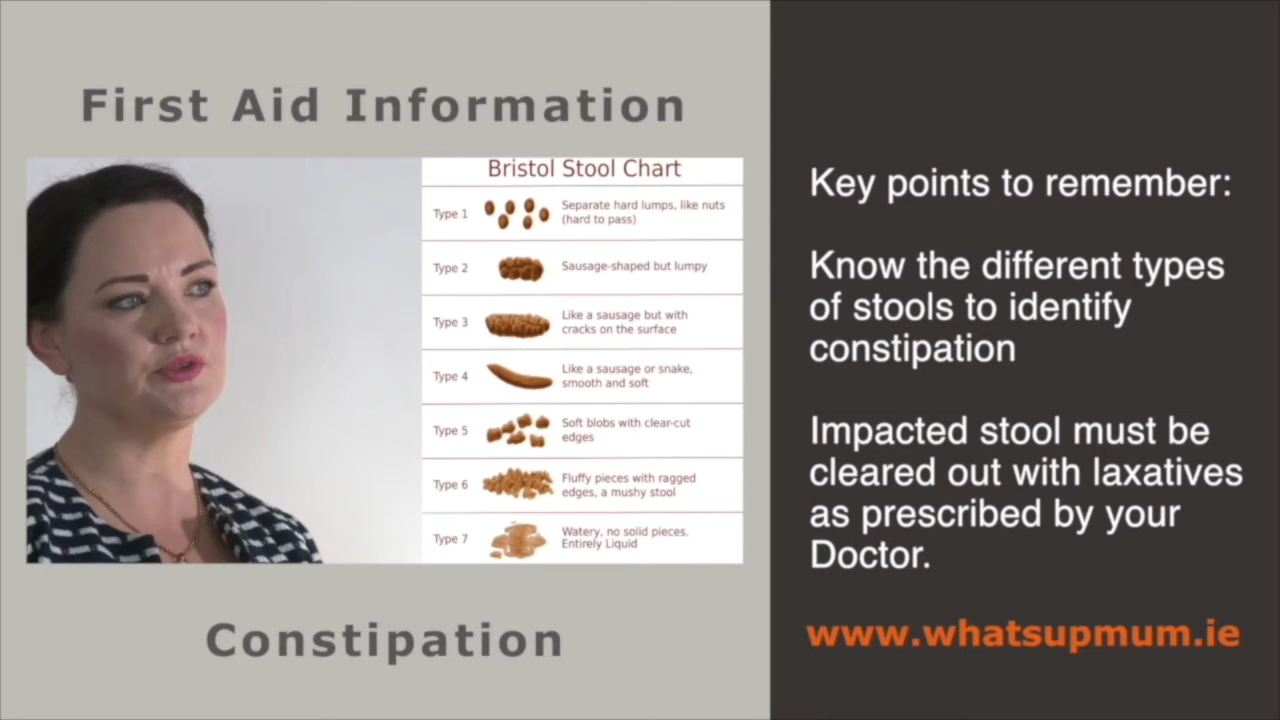 First Aid Information
Bristol Stool Chart
Type 1
Separate hard lumps, like nuts
(hard to pass)
Type 2
Sausage-shaped but lumpy
Type 3
Like a sausage but with
cracks on the surface
Type 4
Like a sausage or snake,
smooth and soft
Type 5
Soft blobs with clear-cut
edges
Type 6
Fluffy pieces with ragged
edges, a mushy stool
Type 7
Watery, no solid pieces.
Entirely Liquid
Constipation
Key points to remember:
Know the different types
of stools to identify
constipation
Impacted stool must be
cleared out with laxatives
as prescribed by your
Doctor.
www.whatsupmum.ie